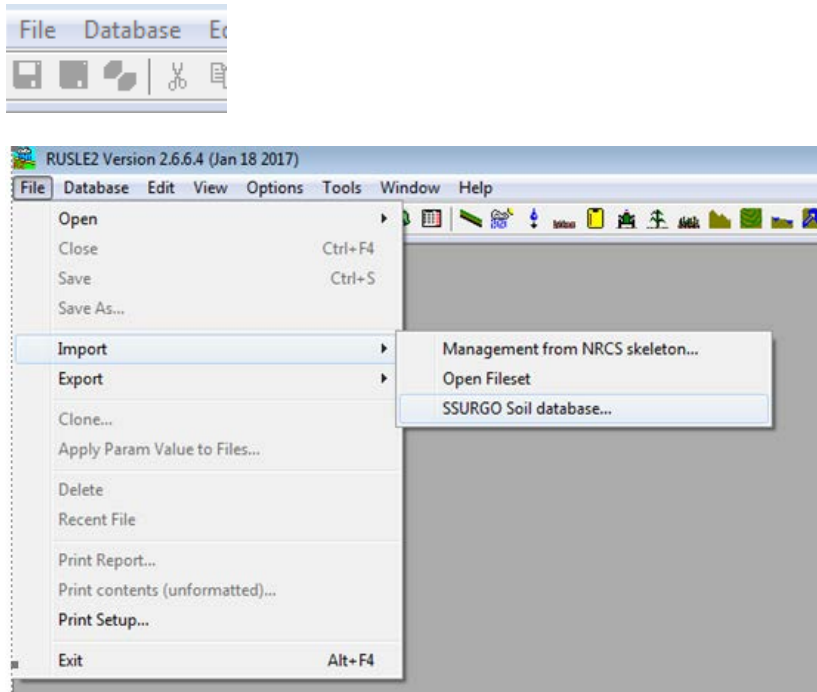 File Database
RUSLE2 Version 2.6.6.4 (Jan 18 2017)
File Database Edit View Options Tools Window Help
Open
Close Ctrl+F4
Save Ctrl+S
Save As...
Import
Management from NRCS skeleton...
Export
Open Fileset
SSURGO Soil database...
Clone...
Apply Param Value to Files...
Delete
Recent File
Print Report...
Print contents (unformatted)...
Print Setup...
Exit Alt+F4